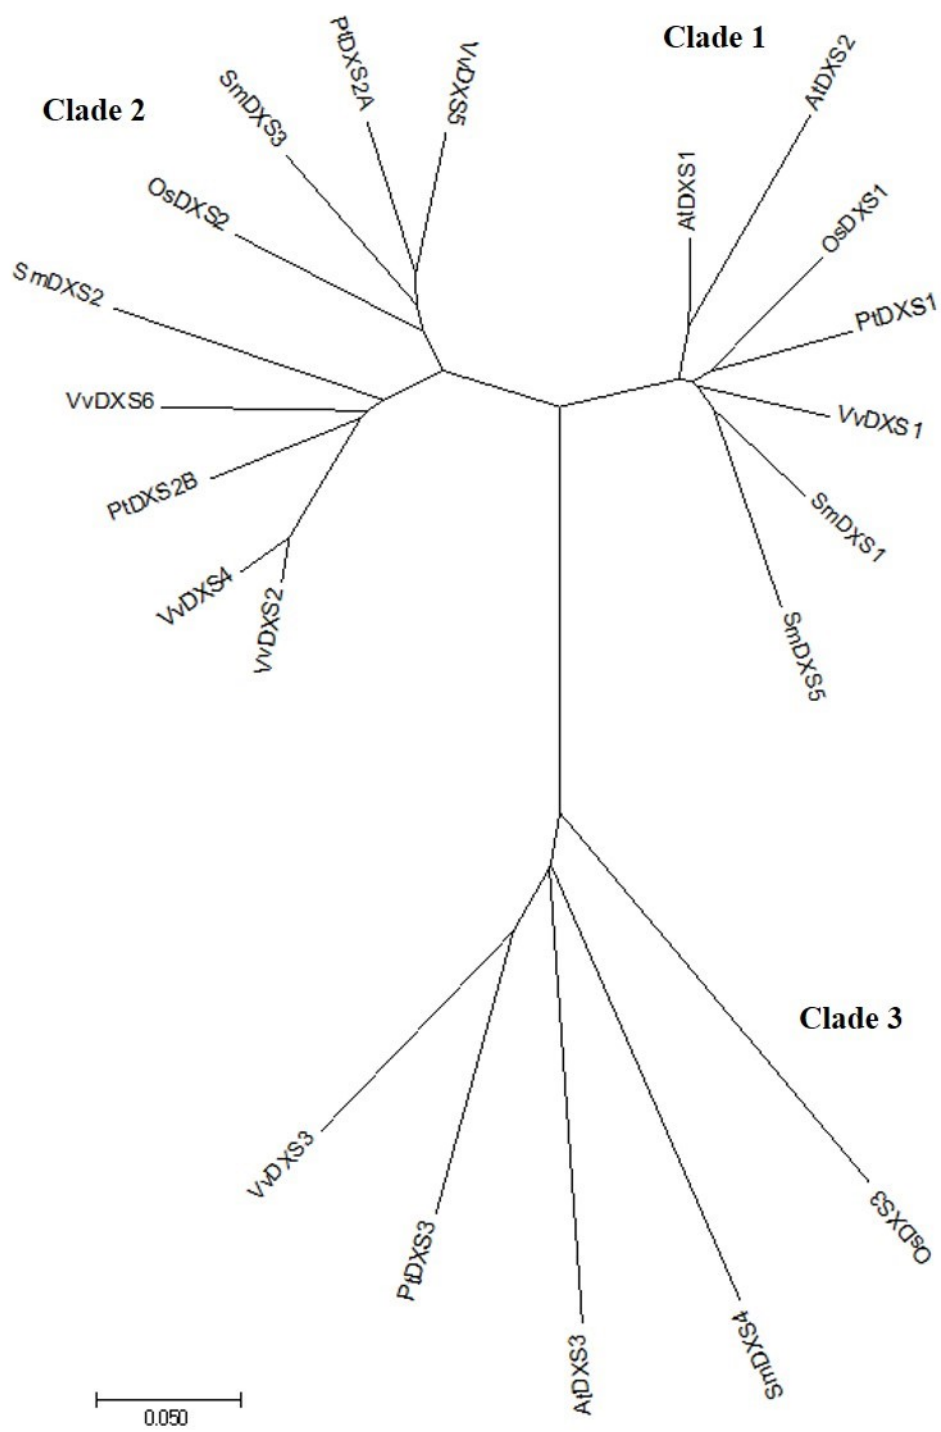 Clade 1
Clade 2
PtDXS2A
VvDXS5
SmDXS3
OsDXS2
SmDXS2
VvDXS6
PtDXS2B
VvDXS4
VvDXS2
AtDXS1
AtDXS2
OsDXS1
PtDXS1
VvDXS1
SmDXS1
SmDXS5
Clade 3
VvDXS3
PtDXS3
AtDXS3
SmDXS4
OsDXS3
0.050